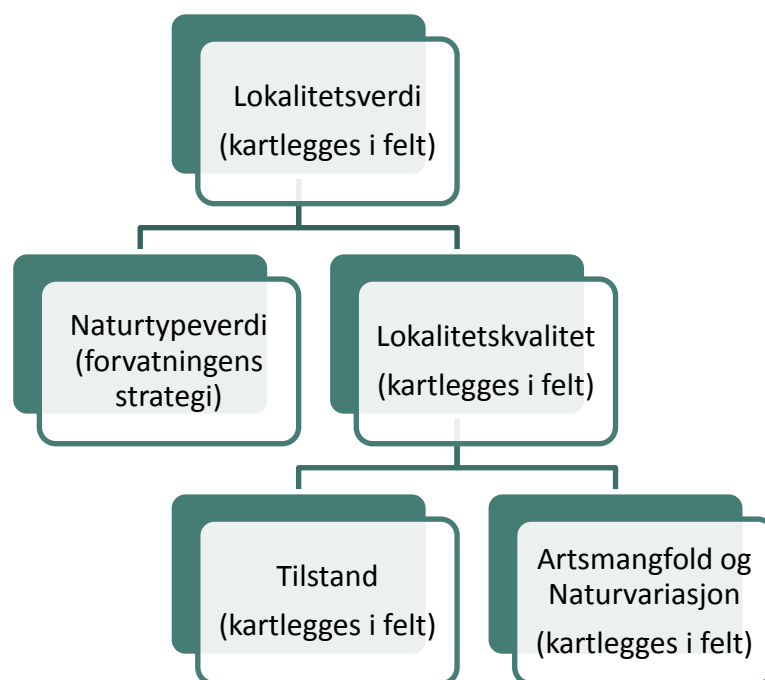 Lokalitetsverdi
(kartlegges i felt)
Naturtypeverdi
(forvatningens
strategi)
Lokalitetskvalitet
(kartlegges i felt)
Tilstand
(kartlegges i felt)
Artsmangfold og
Naturvariasjon
(kartlegges i felt)